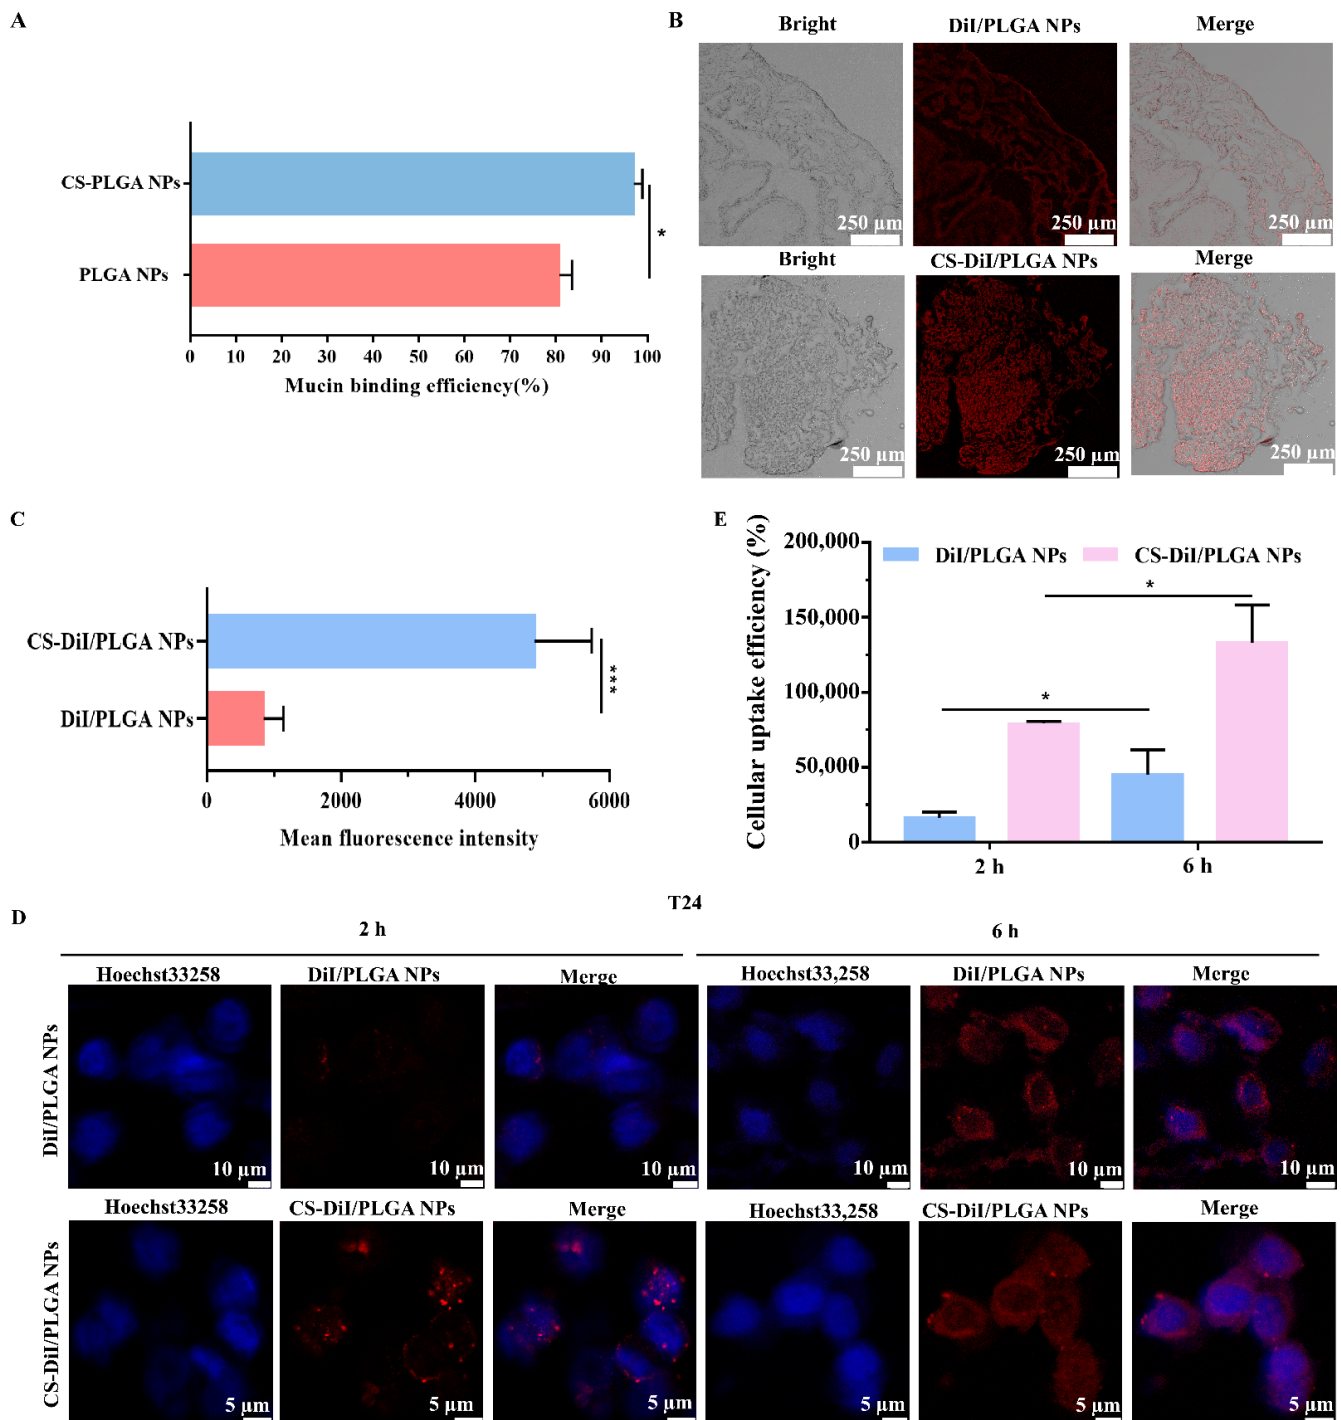 A
CS-PLGA NPs
PLGA NPs
*
0 10 20 30 40 50 60 70 80 90 100
Mucin binding efficiency(%)
B
Bright DiI/PLGA NPs Merge
250 µm 250 µm 250 µm
Bright CS-DiI/PLGA NPs Merge
250 µm 250 µm 250 µm
C
CS-DiI/PLGA NPs
DiI/PLGA NPs
***
0 2000 4000 6000
Mean fluorescence intensity
E
Cellular uptake efficiency (%)
200,000
150,000
100,000
50,000
0
DiI/PLGA NPs CS-DiI/PLGA NPs
*
*
2 h 6 h
D
T24
2 h 6 h
Hoechst33258 DiI/PLGA NPs Merge Hoechst33,258 DiI/PLGA NPs Merge
DiI/PLGA NPs
10 µm 10 µm 10 µm 10 µm 10 µm 10 µm
Hoechst33258 CS-DiI/PLGA NPs Merge Hoechst33,258 CS-DiI/PLGA NPs Merge
CS-DiI/PLGA NPs
5 µm 5 µm 5 µm 5 µm 5 µm 5 µm